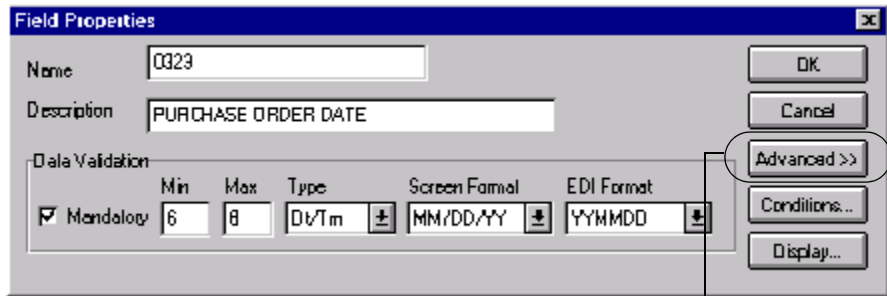 Field Properties
Name 0323
Description PURCHASE ORDER DATE
Data Validation
Min Max Type Screen Format EDI Format
Mandatory 6 8 Dt/Tm MM/DD/YY YYMMDD
OK
Cancel
Advanced >>
Conditions...
Display...